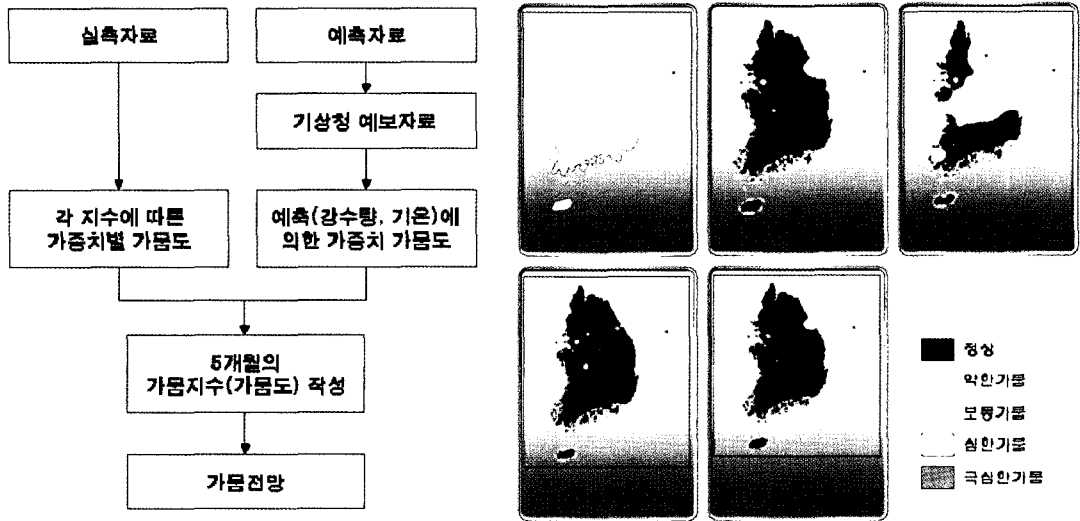 실측자료
예측자료
기상청 예보자료
각 지수에 따른
가중치별 가뭄도
예측(강수량, 기온)에
의한 가중치 가뭄도
5개월의
가뭄지수(가뭄도) 작성
가뭄전망
정상
약한가뭄
보통가뭄
심한가뭄
극심한가뭄